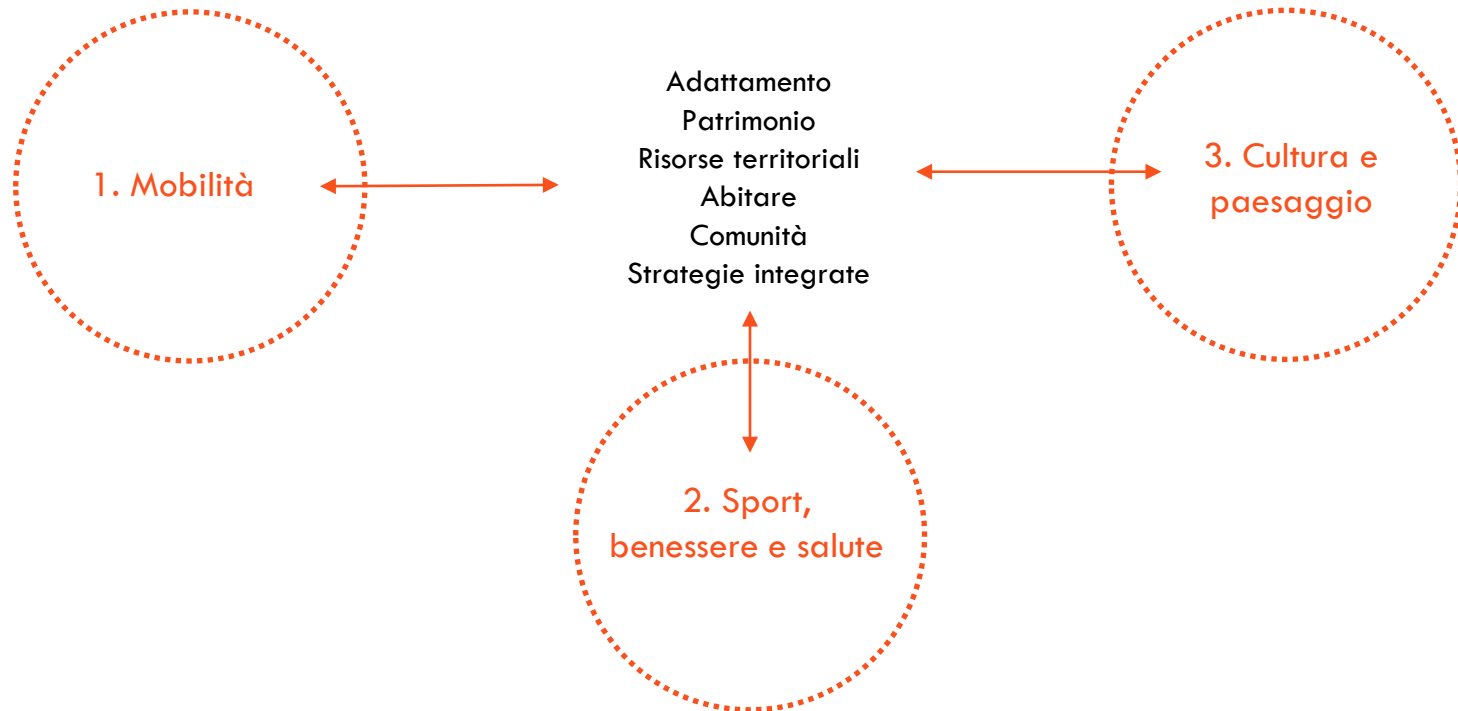 Adattamento
Patrimonio
Risorse territoriali
Abitare
Comunità
Strategie integrate
1. Mobilità
3. Cultura e
paesaggio
2. Sport,
benessere e salute